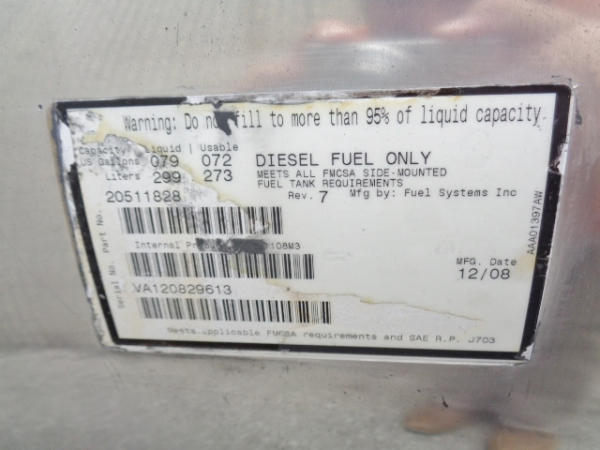 Warning: Do not fill to more than 95% of liquid capacity
Capacity Liquid | Usable
US Gallons 079 072
Liters 299 273
DIESEL FUEL ONLY
MEETS ALL FMCSA SIDE-MOUNTED
FUEL TANK REQUIREMENTS
Rev. 7 Mfg by: Fuel Systems Inc
Part No.
20511828
Internal
108M3
Serial No.
VA120829613
MFG. Date
12/08
AAA01397AW
Meets applicable FMCSA requirements and SAE R.P. J703